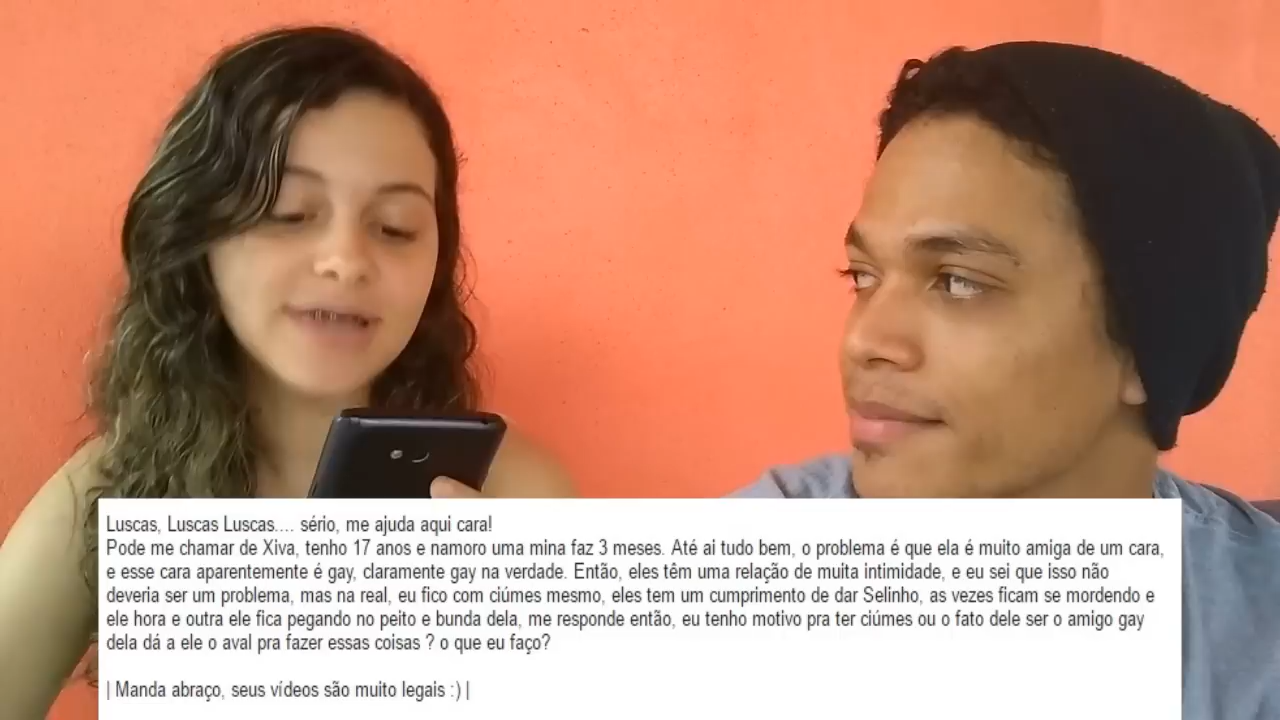 Luscas, Luscas Luscas.... sério, me ajuda aqui cara!
Pode me chamar de Xiva, tenho 17 anos e namoro uma mina faz 3 meses. Até ai tudo bem, o problema é que ela é muito amiga de um cara,
e esse cara aparentemente é gay, claramente gay na verdade. Então, eles têm uma relação de muita intimidade, e eu sei que isso não
deveria ser um problema, mas na real, eu fico com ciúmes mesmo, eles tem um cumprimento de dar Selinho, as vezes ficam se mordendo e
ele hora e outra ele fica pegando no peito e bunda dela, me responde então, eu tenho motivo pra ter ciúmes ou o fato dele ser o amigo gay
dela dá a ele o aval pra fazer essas coisas ? o que eu faço?
| Manda abraço, seus vídeos são muito legais :) |